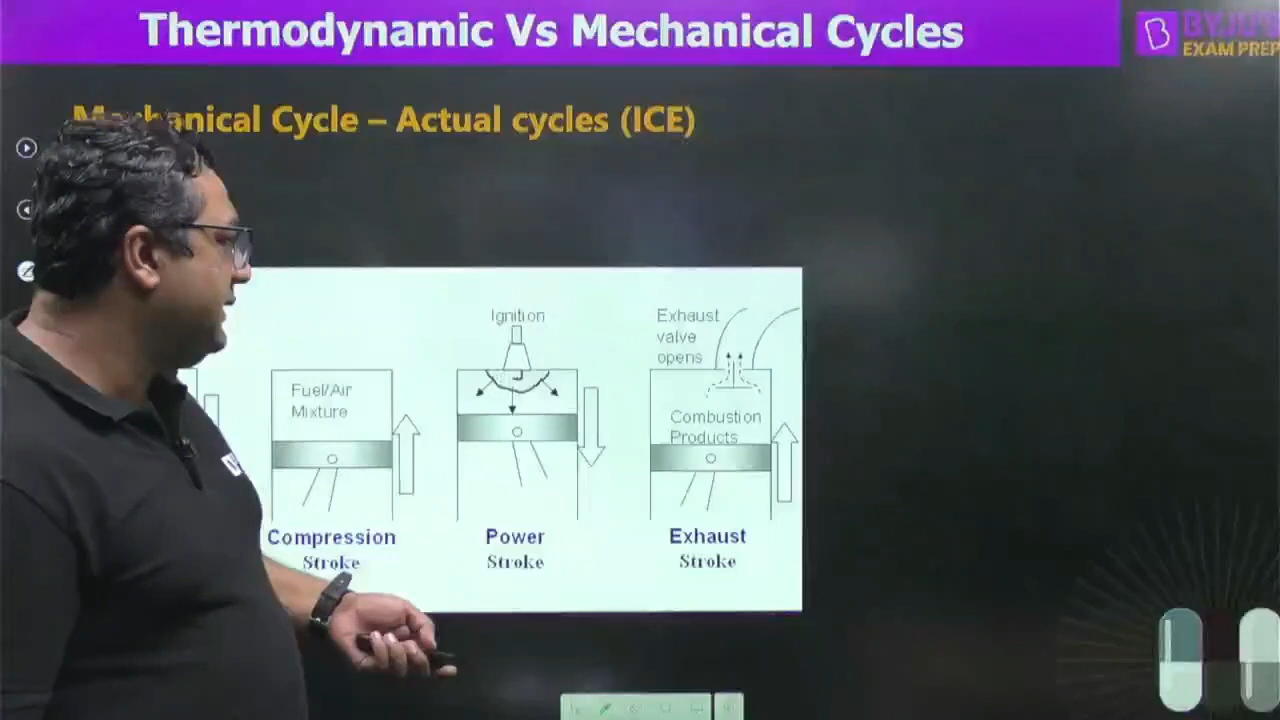 Thermodynamic Vs Mechanical Cycles
EXAM PREP
Mechanical Cycle – Actual cycles (ICE)
Ignition
Exhaust
valve
opens
Fuel/Air
Mixture
Combustion
Products
Compression
Stroke
Power
Stroke
Exhaust
Stroke